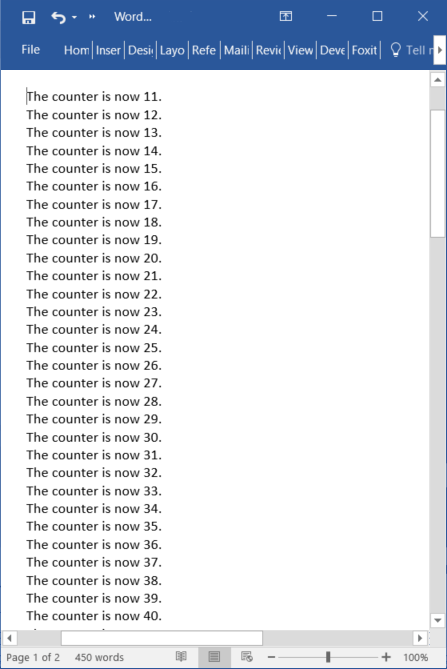 Word...
File Hom Inser Desi Layo Refe Maili Revie View Deve Foxit Tell
The counter is now 11.
The counter is now 12.
The counter is now 13.
The counter is now 14.
The counter is now 15.
The counter is now 16.
The counter is now 17.
The counter is now 18.
The counter is now 19.
The counter is now 20.
The counter is now 21.
The counter is now 22.
The counter is now 23.
The counter is now 24.
The counter is now 25.
The counter is now 26.
The counter is now 27.
The counter is now 28.
The counter is now 29.
The counter is now 30.
The counter is now 31.
The counter is now 32.
The counter is now 33.
The counter is now 34.
The counter is now 35.
The counter is now 36.
The counter is now 37.
The counter is now 38.
The counter is now 39.
The counter is now 40.
Page 1 of 2 450 words 100%